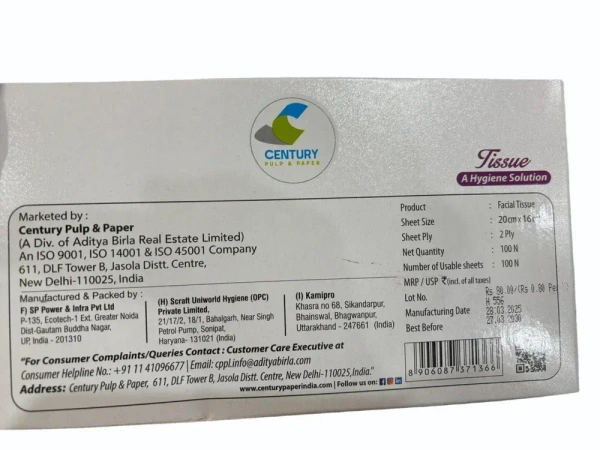 CENTURY
PULP & PAPER
Tissue
A Hygiene Solution
Marketed by :
Century Pulp & Paper
(A Div. of Aditya Birla Real Estate Limited)
An ISO 9001, ISO 14001 & ISO 45001 Company
611, DLF Tower B, Jasola Distt. Centre,
New Delhi-110025, India
Manufactured & Packed by :
F) SP Power & Infra Pvt Ltd
P-135, Ecotech-1 Ext. Greater Noida
Dist-Gautam Buddha Nagar,
UP, India - 201310
(H) Scraft Uniworld Hygiene (OPC)
Private Limited,
21/17/2, 18/1, Bahalgarh, Near Singh
Petrol Pump, Sonipat,
Haryana- 131021 (India)
(I) Kamipro
Khasra no 68, Sikandarpur,
Bhainswal, Bhagwanpur,
Uttarakhand - 247661 (India)
"For Consumer Complaints/Queries Contact : Customer Care Executive at
Consumer Helpline No.: +91 11 41096677 | Email: cppl.info@adityabirla.com
Address: Century Pulp & Paper, 611, DLF Tower B, Jasola Distt. Centre, New Delhi-110025,India."
www.centurypaperindia.com | Follow us on:
Product : Facial Tissue
Sheet Size : 20cm x 16c
Sheet Ply : 2 Ply
Net Quantity : 100 N
Number of Usable sheets : 100 N
MRP / USP ₹(incl. of all taxes) Rs 80.00/(Rs 0.80 Pe
Lot No. H 556
Manufacturing Date 28.03.2025
Best Before 27.03.2030
8 906087 371366